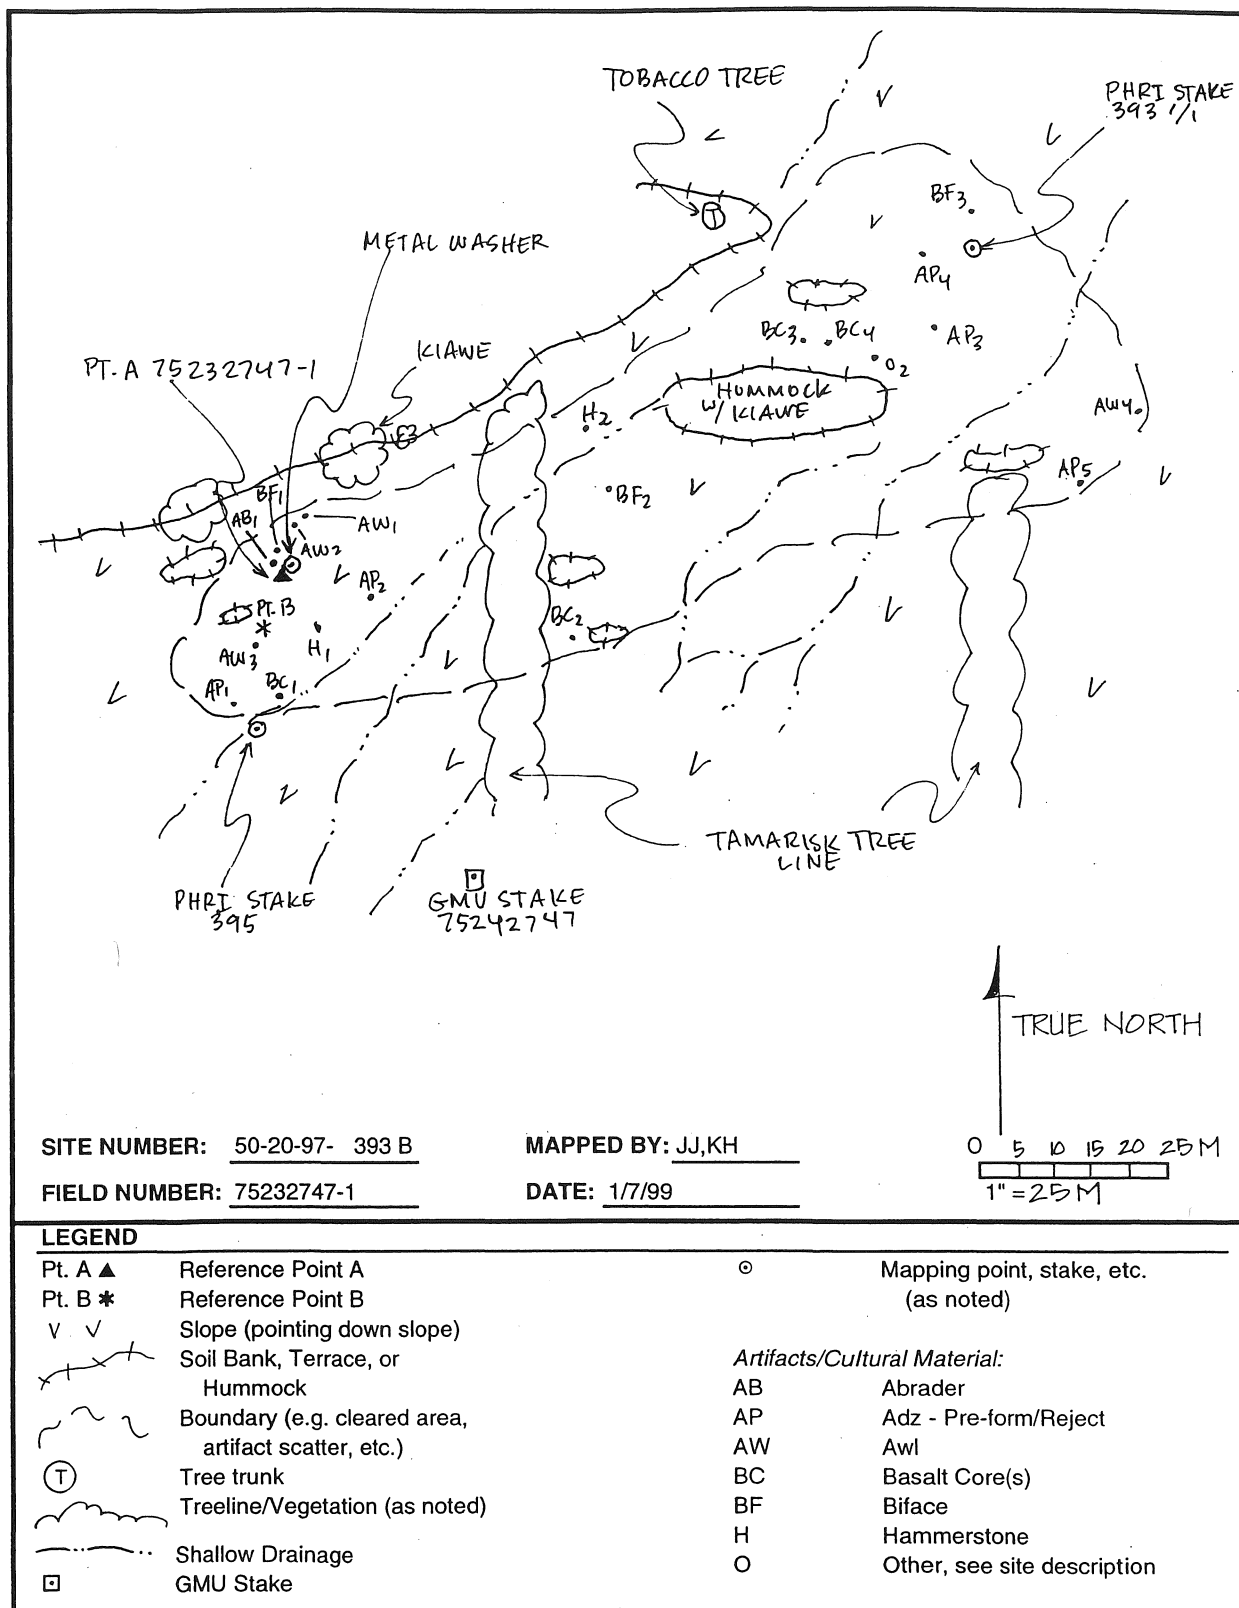 TOBACCO TREE
PHRI STAKE
393 1/1
BF3
METAL WASHER
AP4
BC3
BC4
AP3
KIAWE
PT. A 75232747-1
O2
HUMMOCK
W/ KIAWE
H2
AW4
AP5
BF1
BF2
AB1
AW1
AW2
AP2
PT. B
BC2
H1
AW3
AP1
BC1
TAMARISK TREE
LINE
PHRI STAKE
395
GMU STAKE
75242747
TRUE NORTH
SITE NUMBER: 50-20-97- 393 B
MAPPED BY: JJ,KH
0 5 10 15 20 25M
FIELD NUMBER: 75232747-1
DATE: 1/7/99
1" = 25M
LEGEND
Pt. A ▲ Reference Point A
Pt. B ✱ Reference Point B
Slope (pointing down slope)
Soil Bank, Terrace, or
Hummock
Boundary (e.g. cleared area,
artifact scatter, etc.)
T Tree trunk
Treeline/Vegetation (as noted)
Shallow Drainage
GMU Stake
Mapping point, stake, etc.
(as noted)
Artifacts/Cultural Material:
AB Abrader
AP Adz - Pre-form/Reject
AW Awl
BC Basalt Core(s)
BF Biface
H Hammerstone
O Other, see site description